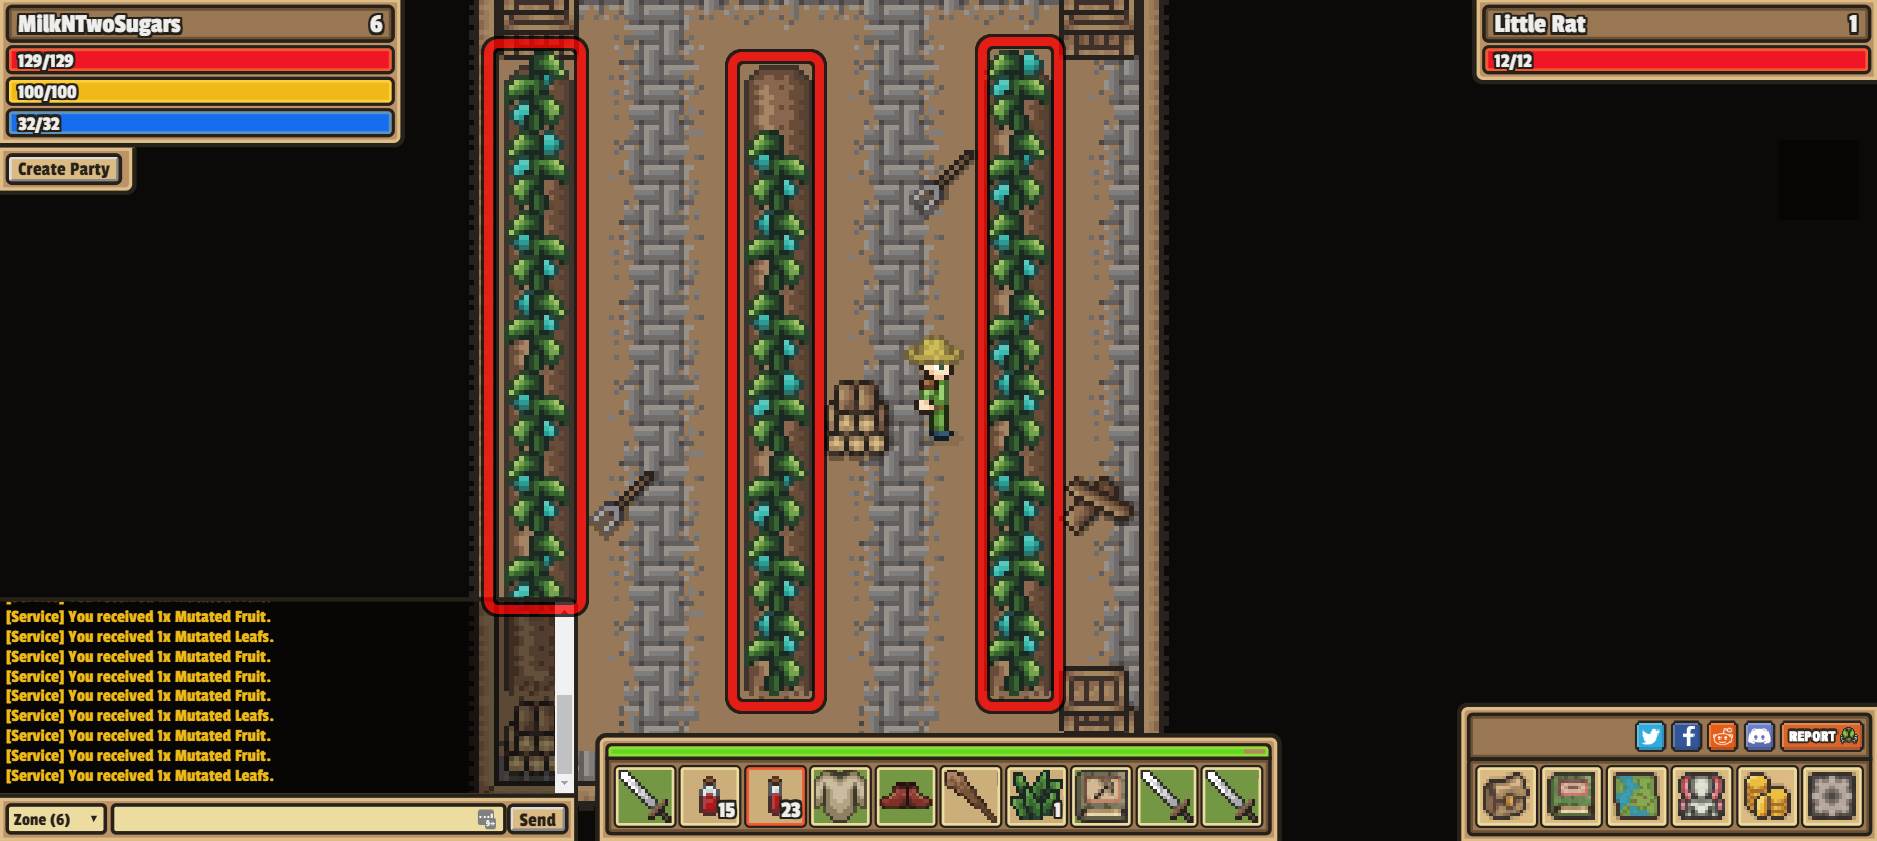 MilkNTwoSugars 6
129/129
100/100
32/32
Create Party
Little Rat 1
12/12
[Service] You received 1x Mutated Fruit.
[Service] You received 1x Mutated Leafs.
[Service] You received 1x Mutated Fruit.
[Service] You received 1x Mutated Fruit.
[Service] You received 1x Mutated Fruit.
[Service] You received 1x Mutated Leafs.
[Service] You received 1x Mutated Fruit.
[Service] You received 1x Mutated Fruit.
[Service] You received 1x Mutated Leafs.
Zone (6) Send
15 23 1
REPORT